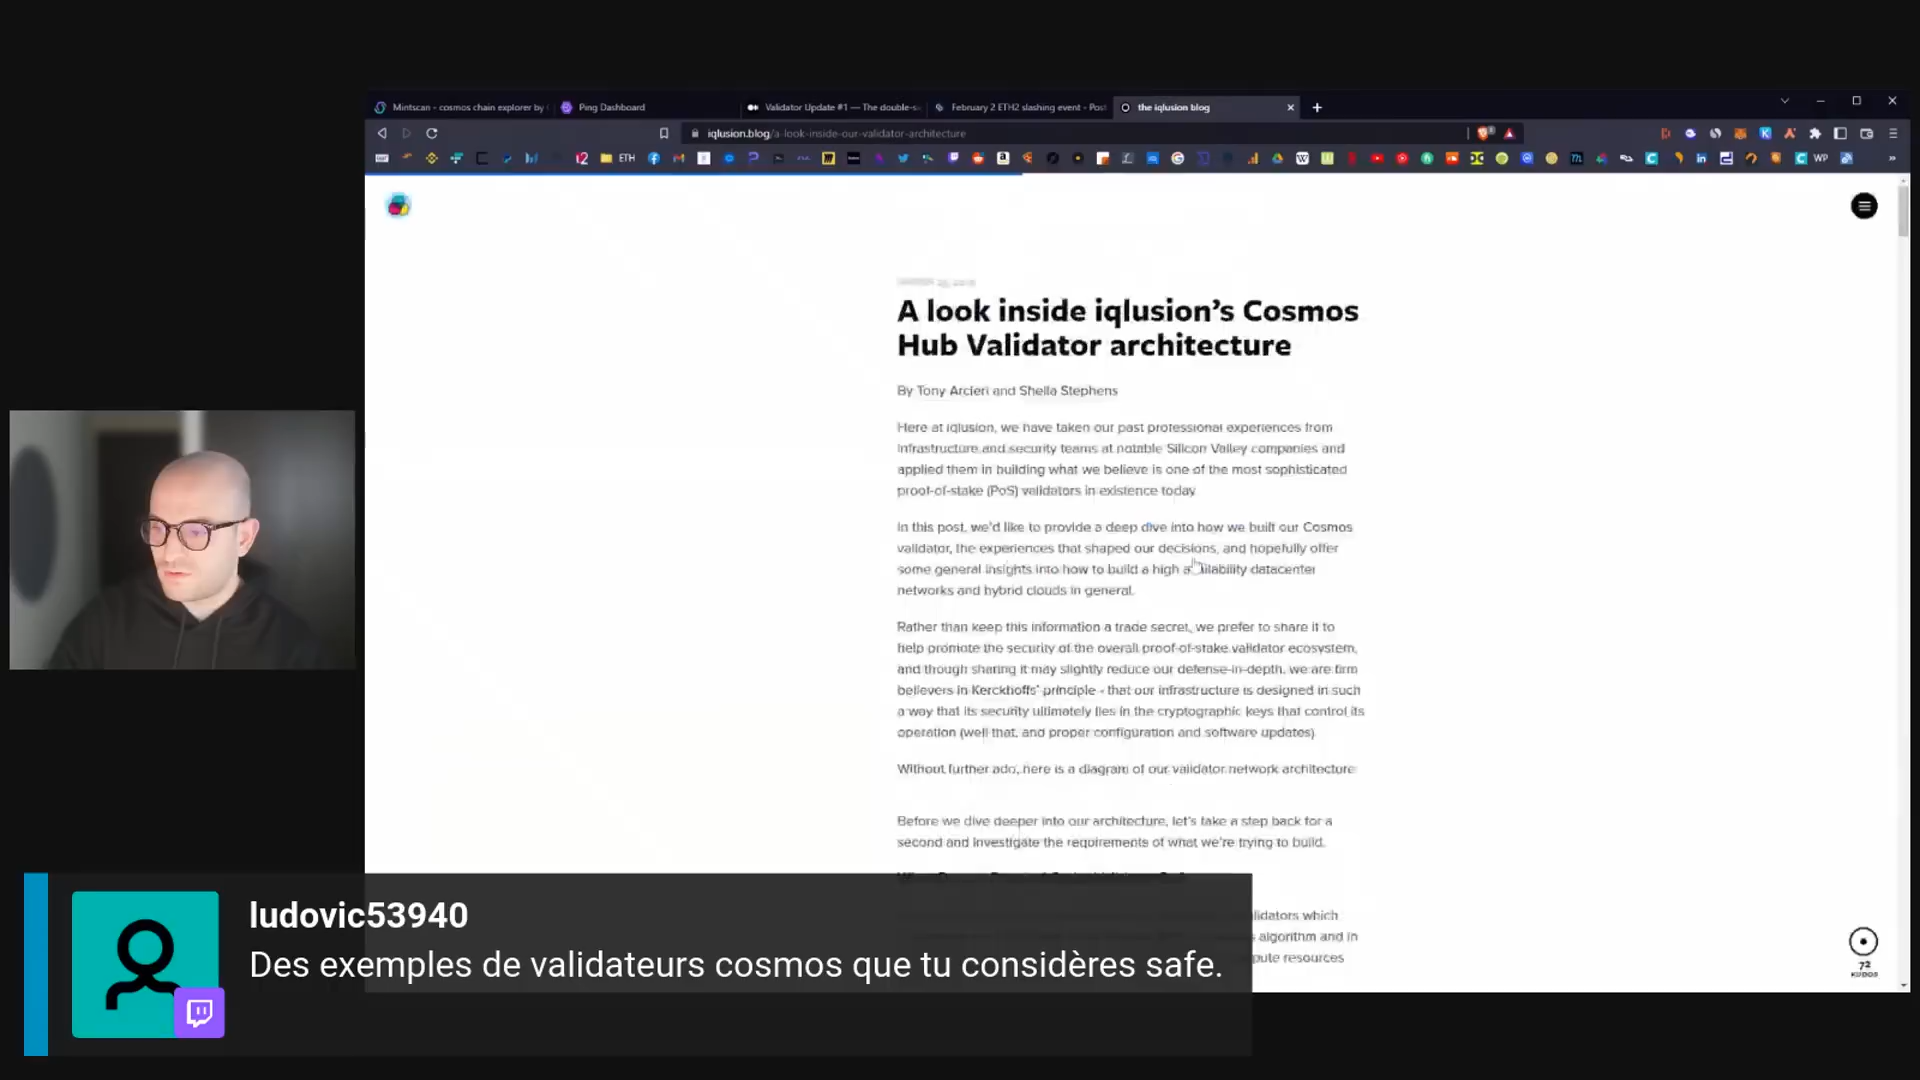 Mintscan - cosmos chain explorer by
Ping Dashboard
Validator Update #1 — The double-si
February 2 ETH2 slashing event - Post
the iqlusion blog
iqlusion.blog/a-look-inside-our-validator-architecture
ETH
WP
A look inside iqlusion’s Cosmos
Hub Validator architecture
By Tony Arcieri and Shella Stephens
Here at iqlusion, we have taken our past professional experiences from
infrastructure and security teams at notable Silicon Valley companies and
applied them in building what we believe is one of the most sophisticated
proof-of-stake (PoS) validators in existence today.
In this post, we’d like to provide a deep dive into how we built our Cosmos
validator, the experiences that shaped our decisions, and hopefully offer
some general insights into how to build a high availability datacenter
networks and hybrid clouds in general.
Rather than keep this information a trade secret, we prefer to share it to
help promote the security of the overall proof-of-stake validator ecosystem,
and though sharing it may slightly reduce our defense-in-depth, we are firm
believers in Kerckhoffs’ principle - that our infrastructure is designed in such
a way that its security ultimately lies in the cryptographic keys that control its
operation (well that, and proper configuration and software updates).
Without further ado, here is a diagram of our validator network architecture
Before we dive deeper into our architecture, let’s take a step back for a
second and investigate the requirements of what we’re trying to build.
lidators which
algorithm and in
pute resources
72
KUDOS
ludovic53940
Des exemples de validateurs cosmos que tu considères safe.